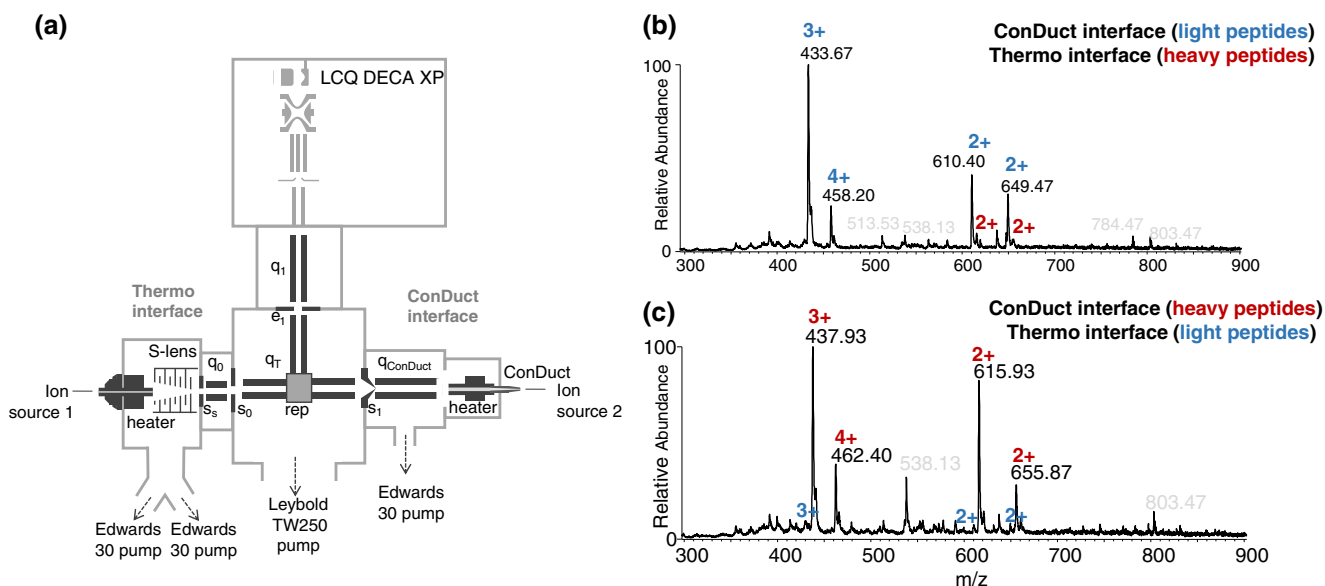 (a)
LCQ DECA XP
q1
Thermo
interface
ConDuct
interface
e1
S-lens
q0
qT
qConDuct
ConDuct
Ion
source 1
heater
ss
s0
rep
s1
heater
Ion
source 2
Edwards
30 pump
Edwards
30 pump
Leybold
TW250
pump
Edwards
30 pump
(b)
ConDuct interface (light peptides)
Thermo interface (heavy peptides)
3+
433.67
100
Relative Abundance
0
4+
458.20
513.53
538.13
2+
610.40
2+
2+
649.47
2+
784.47
803.47
300 400 500 600 700 800 900
(c)
ConDuct interface (heavy peptides)
Thermo interface (light peptides)
3+
437.93
100
Relative Abundance
0
3+
4+
462.40
538.13
2+
615.93
2+
2+
655.87
2+
803.47
300 400 500 600 700 800 900
m/z